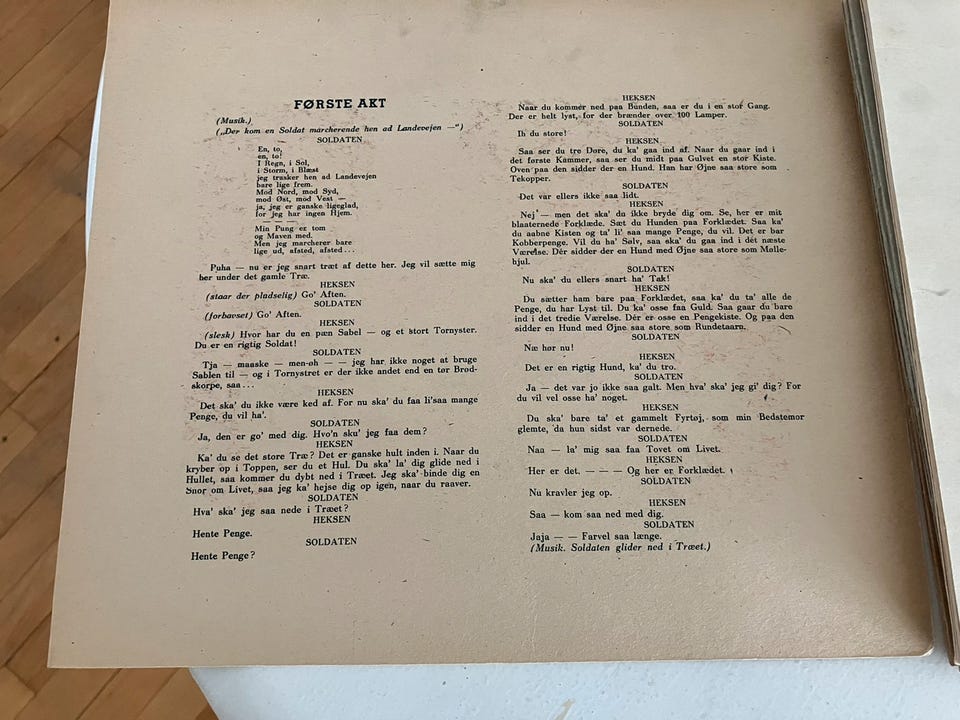 FØRSTE AKT
(Musik.)
(„Der kom en Soldat marcherende hen ad Landevejen —“)
SOLDATEN
En, to,
en, to!
I Regn, i Sol,
i Storm, i Blæst
jeg trasker hen ad Landevejen
bare lige frem.
Mod Nord, mod Syd,
mod Øst, mod Vest —
ja, jeg er ganske ligeglad,
for jeg har ingen Hjem.
— —
Min Pung er tom
og Maven med.
Men jeg marcherer bare
lige ud, afsted, afsted...
Puha — nu er jeg snart træt af dette her. Jeg vil sætte mig
her under det gamle Træ.
HEKSEN
(staar der pludselig) Go' Aften.
SOLDATEN
(forbavset) Go' Aften.
HEKSEN
(slesk) Hvor har du en pæn Sabel — og et stort Tornyster.
Du er en rigtig Soldat!
SOLDATEN
Tja — maaske — men-øh — — jeg har ikke noget at bruge
Sablen til — og i Tornystret er der ikke andet end en tør Brød-
skorpe, saa...
HEKSEN
Det ska' du ikke være ked af. For nu ska' du faa li'saa mange
Penge, du vil ha'.
SOLDATEN
Ja, den er go' med dig. Hvo'n sku' jeg faa dem?
HEKSEN
Ka' du se det store Træ? Det er ganske hult inden i. Naar du
kryber op i Toppen, ser du et Hul. Du ska' la' dig glide ned i
Hullet, saa kommer du dybt ned i Træet. Jeg ska' binde dig en
Snor om Livet, saa jeg ka' hejse dig op igen, naar du raaver.
SOLDATEN
Hva' ska' jeg saa nede i Træet?
HEKSEN
Hente Penge.
SOLDATEN
Hente Penge?
HEKSEN
Naar du kommer ned paa Bunden, saa er du i en stor Gang.
Der er helt lyst, for der brænder over 100 Lamper.
SOLDATEN
Ih du store!
HEKSEN
Saa ser du tre Døre, du ka' gaa ind af. Naar du gaar ind i
det første Kammer, saa ser du midt paa Gulvet en stor Kiste.
Oven paa den sidder der en Hund. Han har Øjne saa store som
Tekopper.
SOLDATEN
Det var ellers ikke saa lidt.
HEKSEN
Nej — men det ska' du ikke bryde dig om. Se, her er mit
blaaternede Forklæde. Sæt du Hunden paa Forklædet. Saa ka'
du aabne Kisten og ta' li' saa mange Penge, du vil. Det er bar
Kobberpenge. Vil du ha' Sølv, saa ska' du gaa ind i dét næste
Værelse. Dér sidder der en Hund med Øjne saa store som Mølle-
hjul.
SOLDATEN
Nu ska' du ellers snart ha' Tak!
HEKSEN
Du sætter ham bare paa Forklædet, saa ka' du ta' alle de
Penge, du har Lyst til. Du ka' osse faa Guld. Saa gaar du bare
ind i det tredie Værelse. Dér er osse en Pengekiste. Og paa den
sidder en Hund med Øjne saa store som Rundetaarn.
SOLDATEN
Næ hør nu!
HEKSEN
Det er en rigtig Hund, ka' du tro.
SOLDATEN
Ja — det var jo ikke saa galt. Men hva' ska' jeg gi' dig? For
du vil vel osse ha' noget.
HEKSEN
Du ska' bare ta' et gammelt Fyrtøj, som min Bedstemor
glemte, da hun sidst var dernede.
SOLDATEN
Naa — la' mig saa faa Tovet om Livet.
HEKSEN
Her er det. — — — Og her er Forklædet.
SOLDATEN
Nu kravler jeg op.
HEKSEN
Saa — kom saa ned med dig.
SOLDATEN
Jaja — — Farvel saa længe.
(Musik. Soldaten glider ned i Træet.)